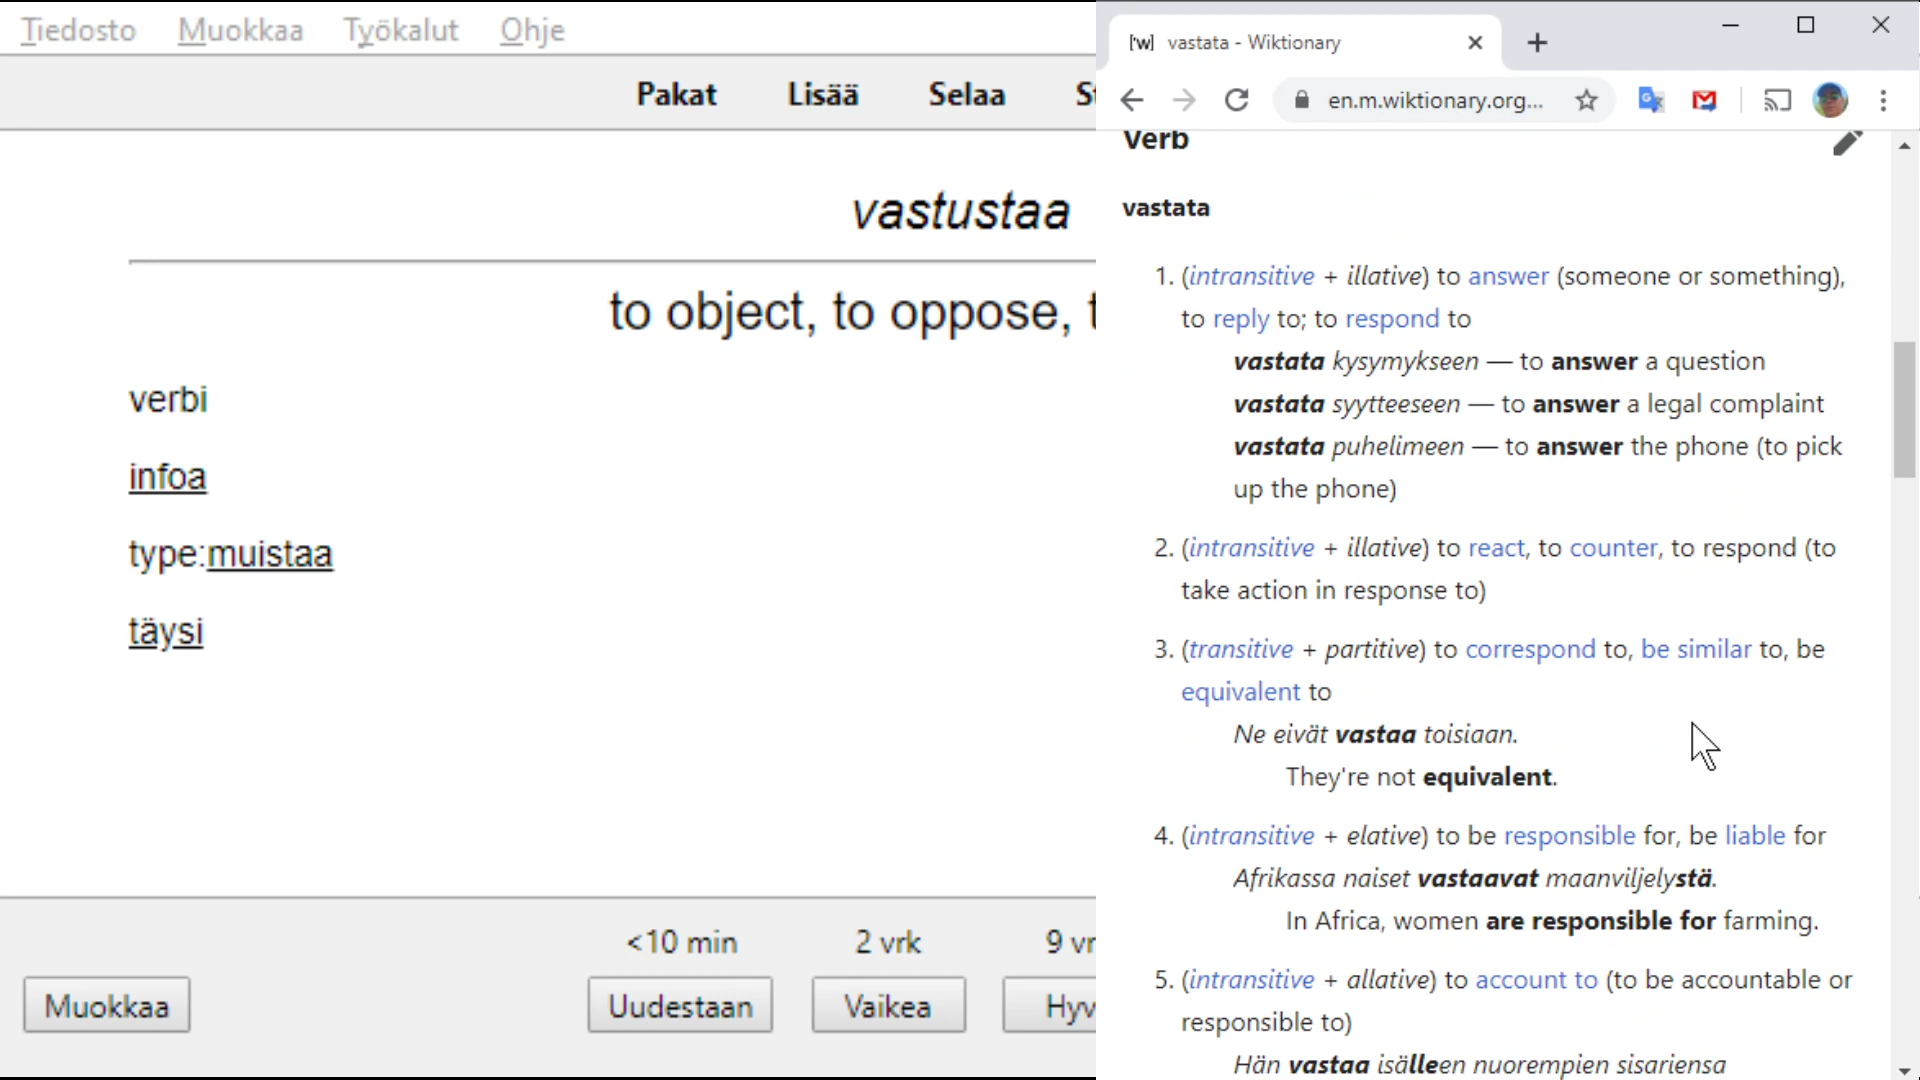 Tiedosto Muokkaa Työkalut Ohje
Pakat Lisää Selaa
vastustaa
to object, to oppose,
verbi
infoa
type:muistaa
täysi
<10 min 2 vrk 9
Muokkaa Uudestaan Vaikea
['w] vastata - Wiktionary
en.m.wiktionary.org...
Verb
vastata
1. (intransitive + illative) to answer (someone or something),
to reply to; to respond to
vastata kysymykseen — to answer a question
vastata syytteeseen — to answer a legal complaint
vastata puhelimeen — to answer the phone (to pick
up the phone)
2. (intransitive + illative) to react, to counter, to respond (to
take action in response to)
3. (transitive + partitive) to correspond to, be similar to, be
equivalent to
Ne eivät vastaa toisiaan.
They're not equivalent.
4. (intransitive + elative) to be responsible for, be liable for
Afrikassa naiset vastaavat maanviljelystä.
In Africa, women are responsible for farming.
5. (intransitive + allative) to account to (to be accountable or
responsible to)
Hän vastaa isälleen nuorempien sisariensa